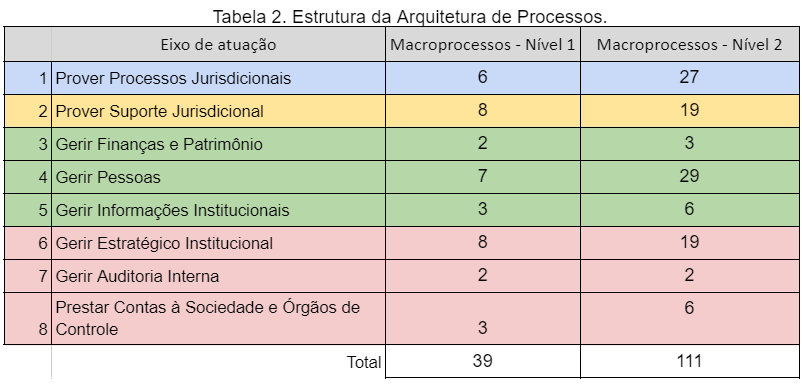 Tabela 2. Estrutura da Arquitetura de Processos.
Eixo de atuação Macroprocessos - Nível 1 Macroprocessos - Nível 2
1 Prover Processos Jurisdicionais 6 27
2 Prover Suporte Jurisdicional 8 19
3 Gerir Finanças e Patrimônio 2 3
4 Gerir Pessoas 7 29
5 Gerir Informações Institucionais 3 6
6 Gerir Estratégico Institucional 8 19
7 Gerir Auditoria Interna 2 2
Prestar Contas à Sociedade e Órgãos de 6
8 Controle 3
Total 39 111